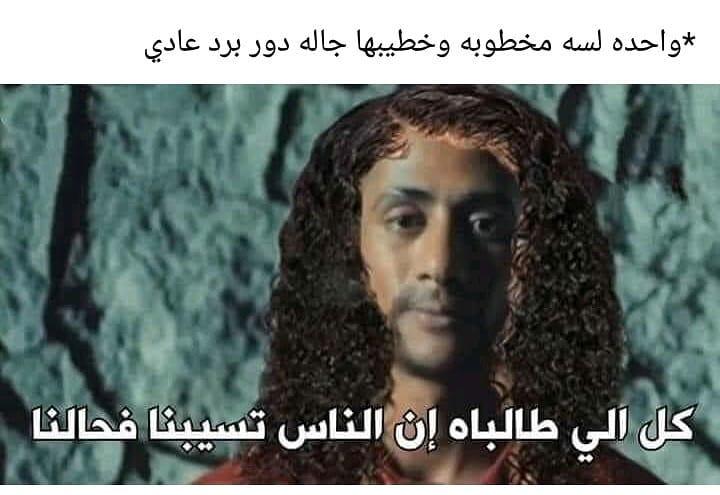 *واحده لسه مخطوبه وخطيبها جاله دور برد عادي
كل الي طالباه إن الناس تسيبنا فحالنا